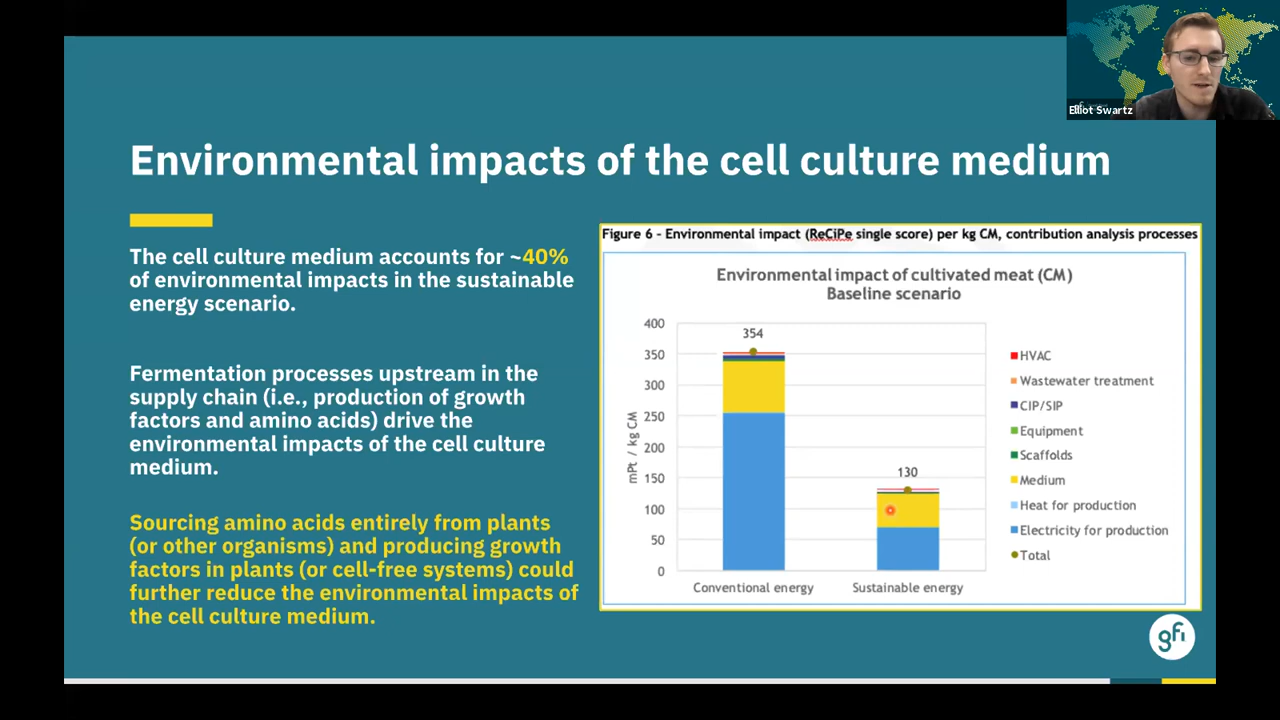 Elliot Swartz
Environmental impacts of the cell culture medium
The cell culture medium accounts for ~40%
of environmental impacts in the sustainable
energy scenario.
Fermentation processes upstream in the
supply chain (i.e., production of growth
factors and amino acids) drive the
environmental impacts of the cell culture
medium.
Sourcing amino acids entirely from plants
(or other organisms) and producing growth
factors in plants (or cell-free systems) could
further reduce the environmental impacts of
the cell culture medium.
Figure 6 - Environmental impact (ReCiPe single score) per kg CM, contribution analysis processes
Environmental impact of cultivated meat (CM)
Baseline scenario
mPt / kg CM
400
350
300
250
200
150
100
50
0
354
130
Conventional energy
Sustainable energy
HVAC
Wastewater treatment
CIP/SIP
Equipment
Scaffolds
Medium
Heat for production
Electricity for production
Total
gfi